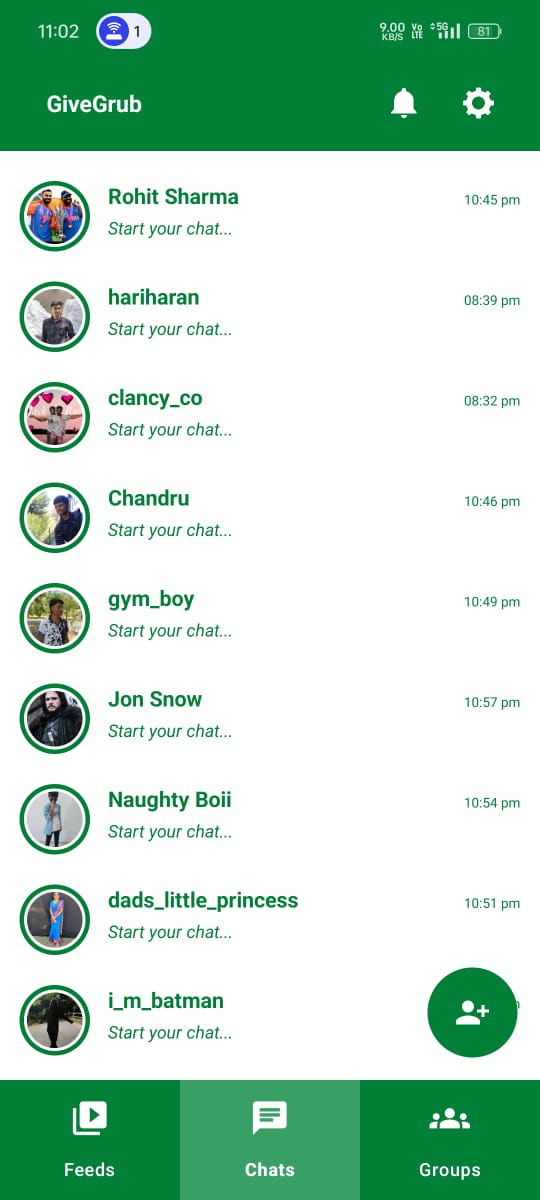 11:02
1
9.00
KB/S
Vo
LTE
5G
81
GiveGrub
Rohit Sharma
10:45 pm
Start your chat...
hariharan
08:39 pm
Start your chat...
clancy_co
08:32 pm
Start your chat...
Chandru
10:46 pm
Start your chat...
gym_boy
10:49 pm
Start your chat...
Jon Snow
10:57 pm
Start your chat...
Naughty Boii
10:54 pm
Start your chat...
dads_little_princess
10:51 pm
Start your chat...
i_m_batman
Start your chat...
Feeds
Chats
Groups